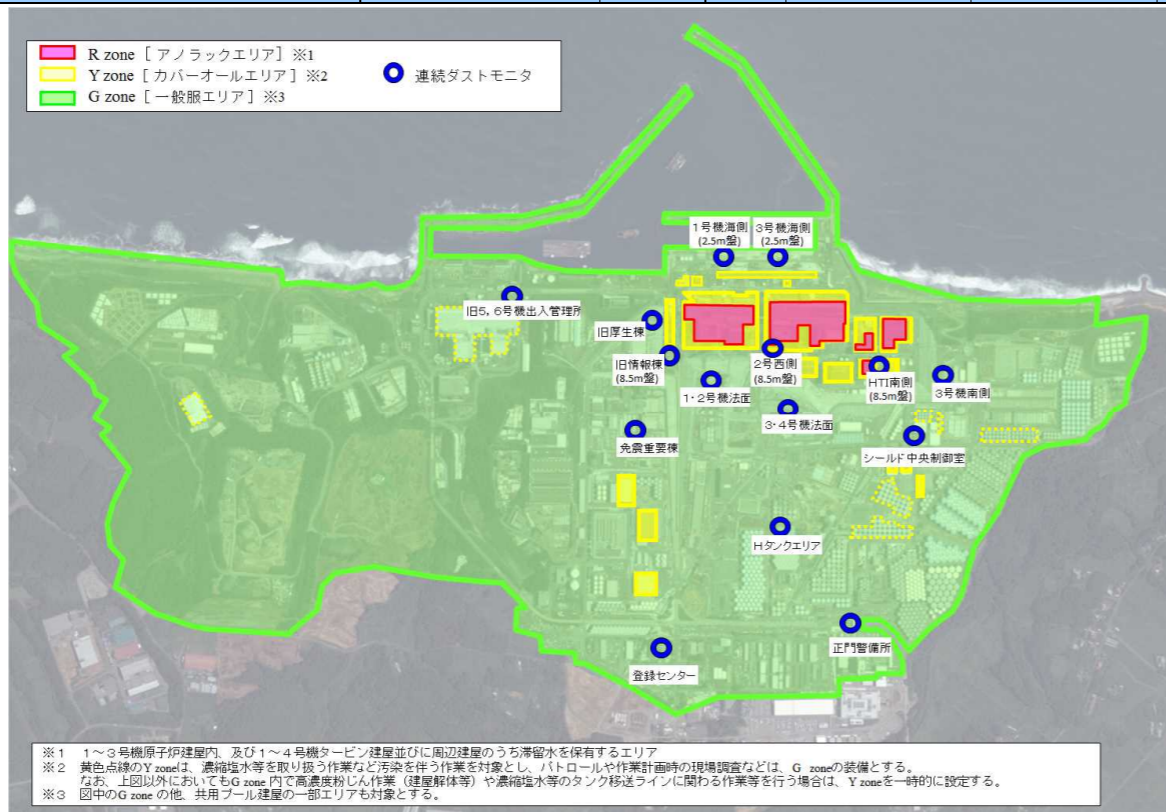 R zone [ アノラックエリア] ※1
Y zone [ カバーオールエリア] ※2
G zone [ 一般服エリア] ※3
連続ダストモニタ
1号機海側
(2.5m盤)
3号機海側
(2.5m盤)
旧5, 6号機出入管理所
旧厚生棟
旧情報棟
(8.5m盤)
2号西側
(8.5m盤)
HTI南側
(8.5m盤)
3号機南側
1・2号機法面
3・4号機法面
免震重要棟
シールド中央制御室
Hタンクエリア
正門警備所
登録センター
※1 1~3号機原子炉建屋内、及び1~4号機タービン建屋並びに周辺建屋のうち滞留水を保有するエリア
※2 黄色点線のY zoneは、濃縮塩水等を取り扱う作業など汚染を伴う作業を対象とし、パトロールや作業計画時の現場調査などは、G zoneの装備とする。
なお、上図以外においてもG zone 内で高濃度粉じん作業(建屋解体等)や濃縮塩水等のタンク移送ラインに関わる作業等を行う場合は、Y zoneを一時的に設定する。
※3 図中のG zone の他、共用プール建屋の一部エリアも対象とする。